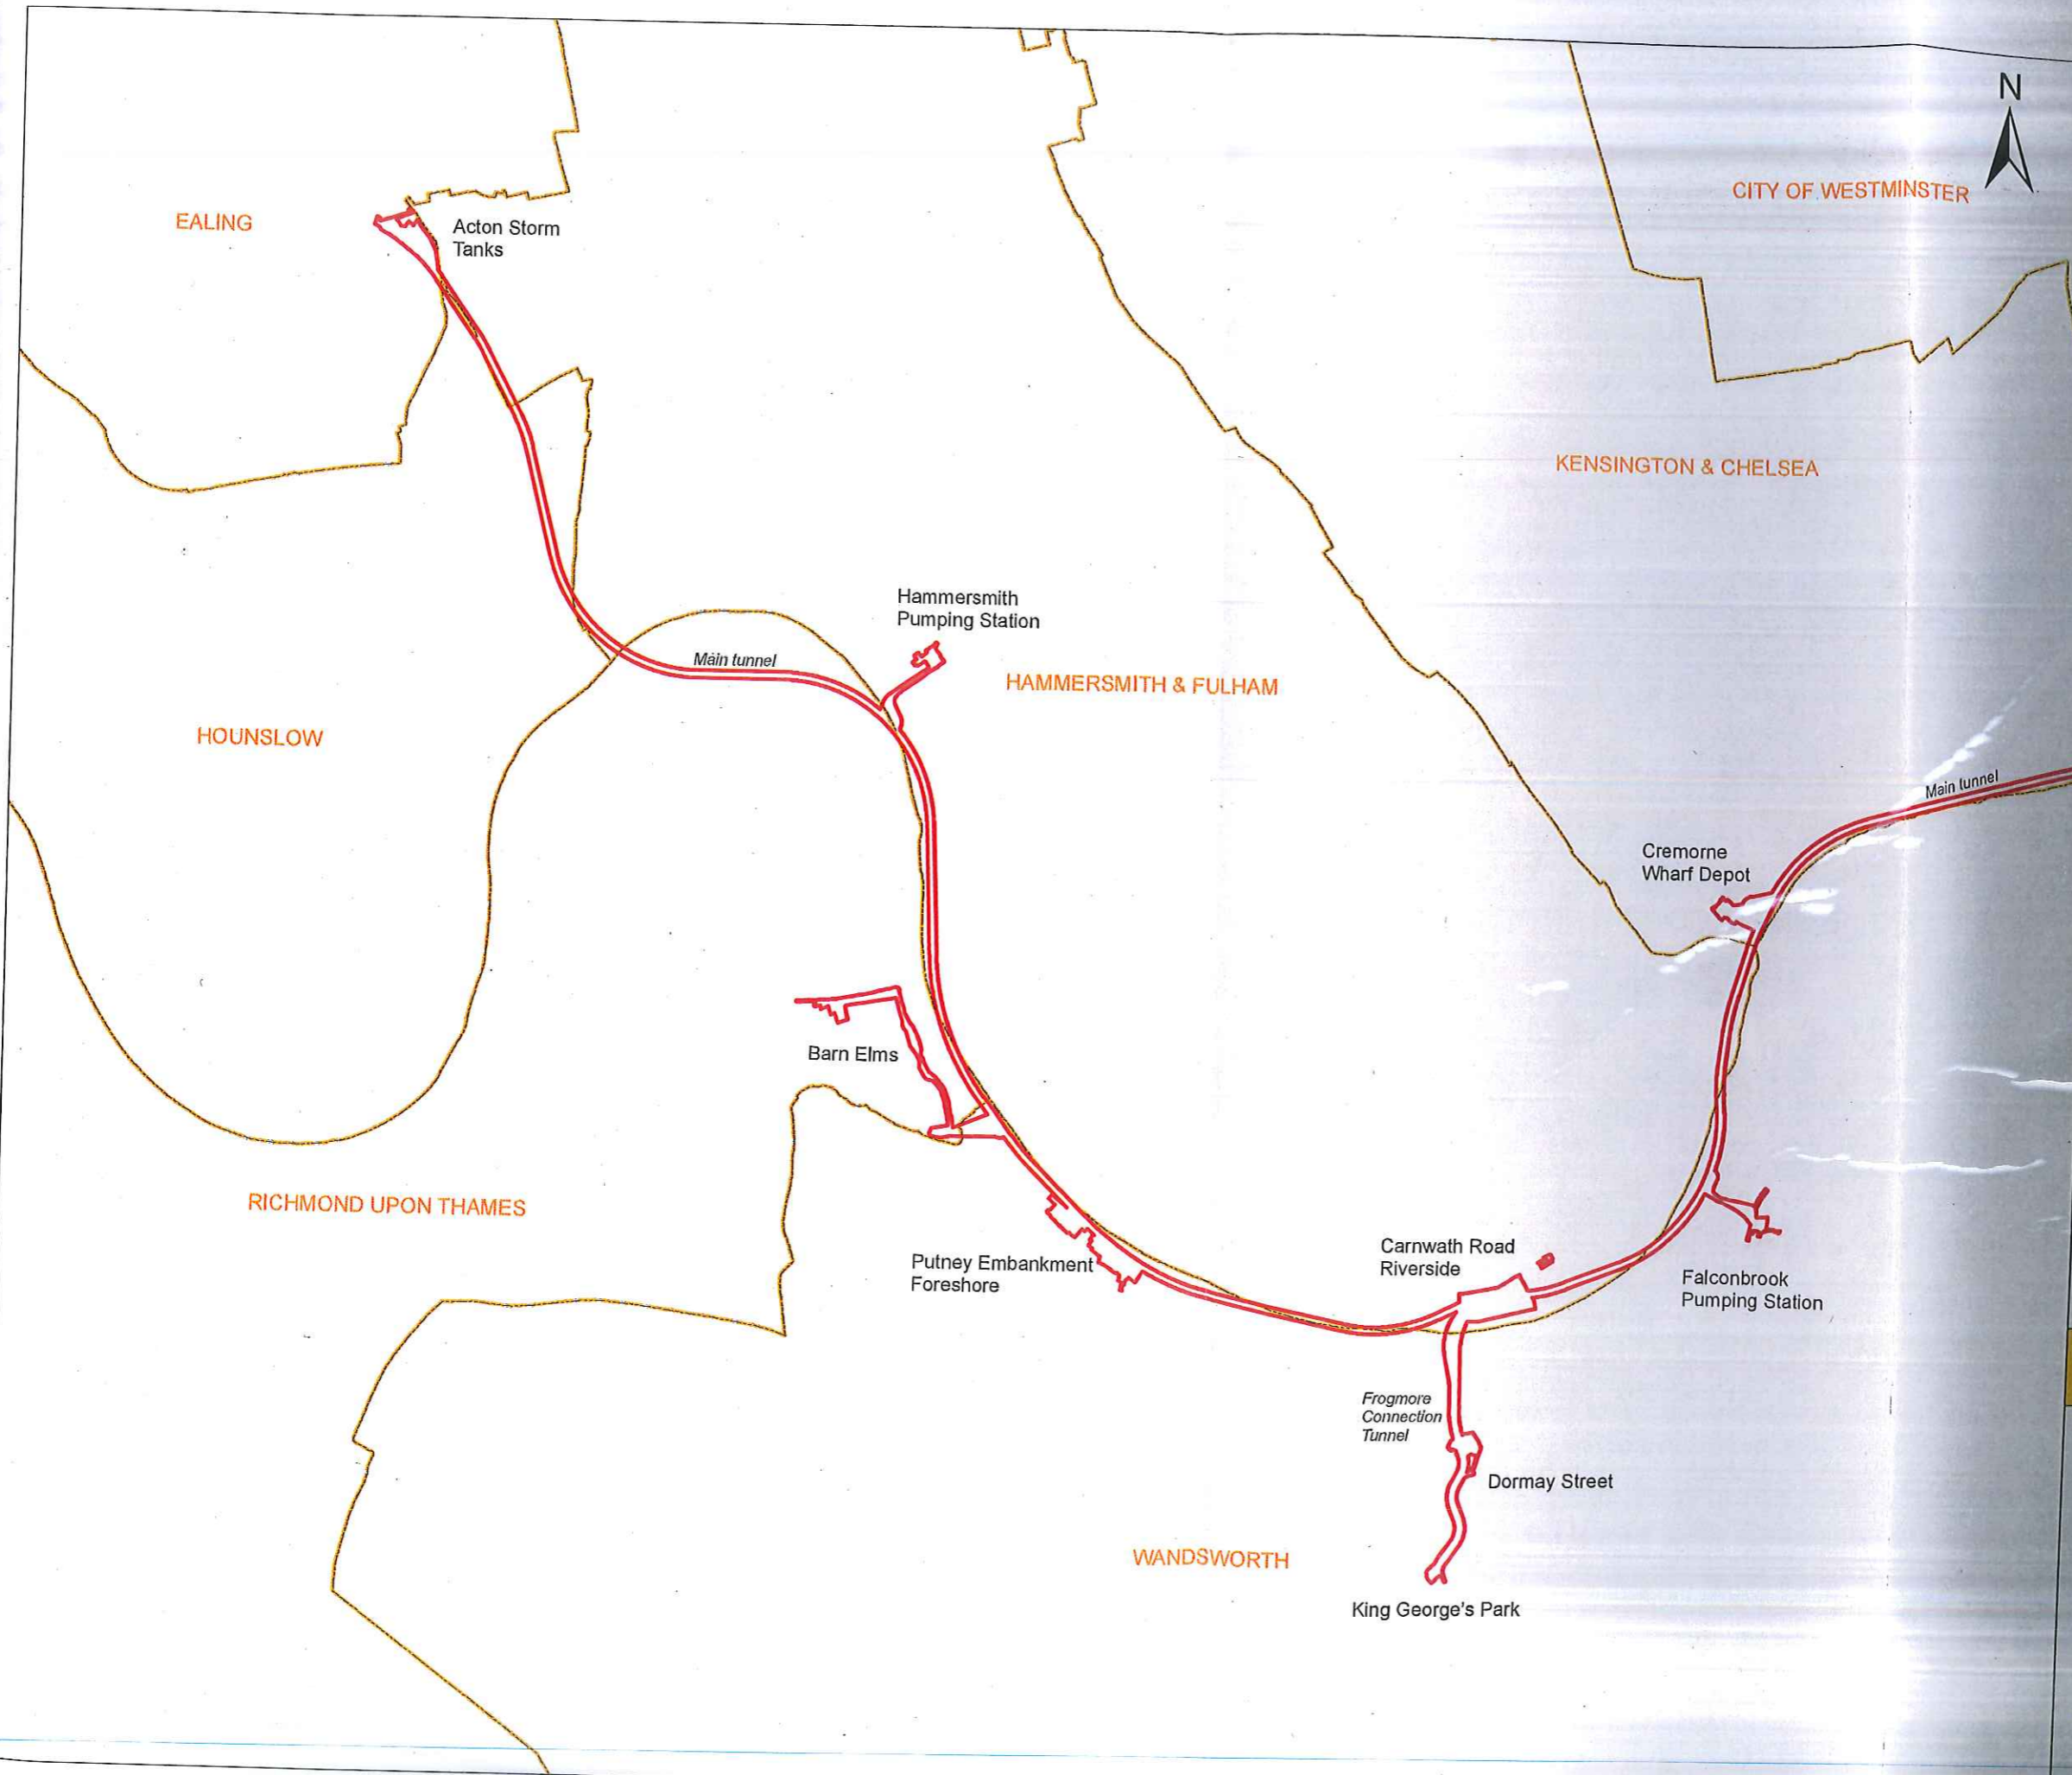 N
CITY OF WESTMINSTER
EALING
Acton Storm
Tanks
KENSINGTON & CHELSEA
Hammersmith
Pumping Station
Main tunnel
HAMMERSMITH & FULHAM
HOUNSLOW
Main tunnel
Cremorne
Wharf Depot
Barn Elms
RICHMOND UPON THAMES
Putney Embankment
Foreshore
Carnwath Road
Riverside
Falconbrook
Pumping Station
Frogmore
Connection
Tunnel
Dormay Street
WANDSWORTH
King George's Park